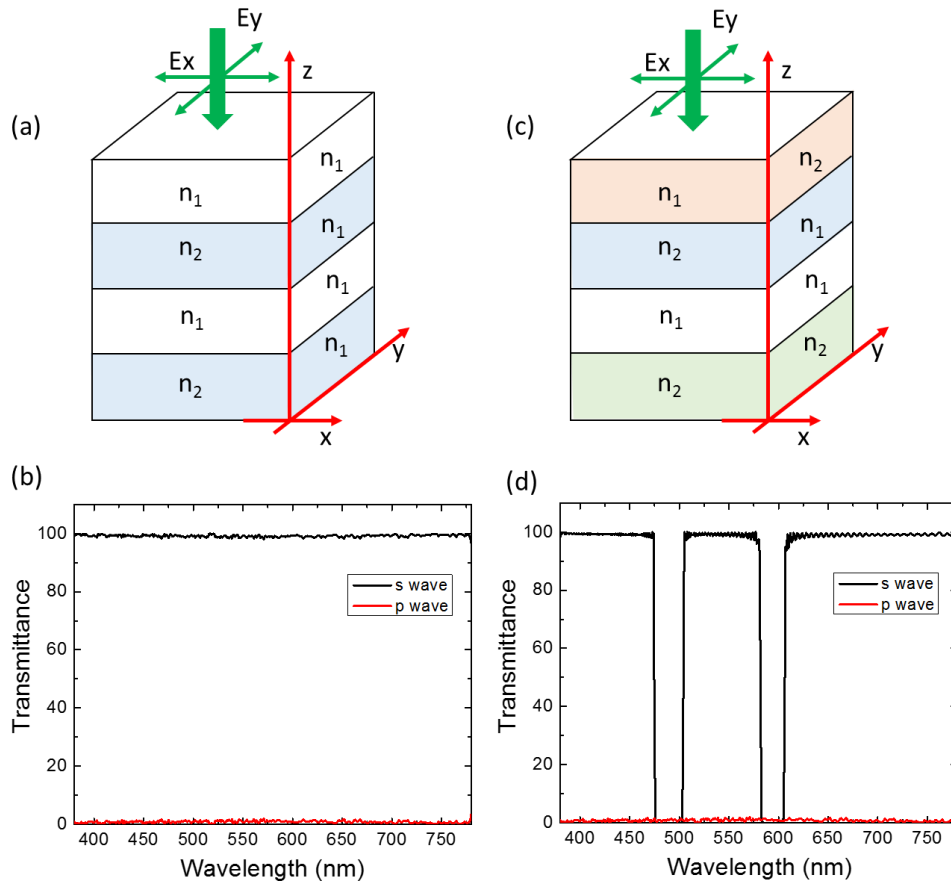 (a)
Ey
Ex
z
n1
n1
n2
n1
n1
n1
n2
n1
y
x
(c)
Ey
Ex
z
n1
n2
n2
n1
n1
n1
n2
n2
y
x
(b)
Transmittance
100
80
60
40
20
0
s wave
p wave
400 450 500 550 600 650 700 750
Wavelength (nm)
(d)
Transmittance
100
80
60
40
20
0
s wave
p wave
400 450 500 550 600 650 700 750
Wavelength (nm)